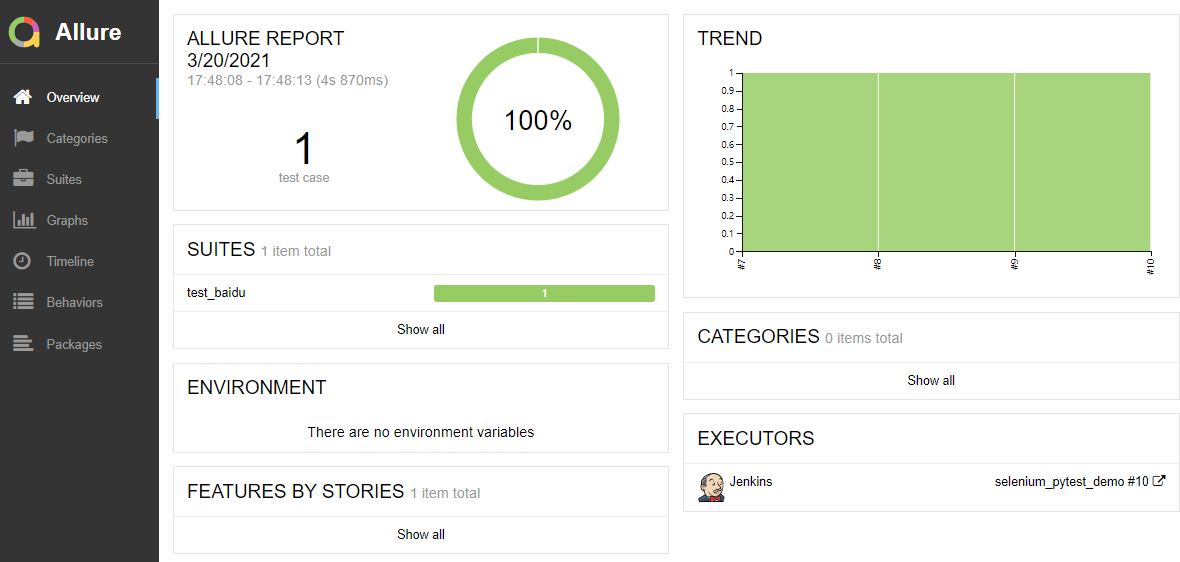 Allure
Overview
Categories
Suites
Graphs
Timeline
Behaviors
Packages
ALLURE REPORT
3/20/2021
17:48:08 - 17:48:13 (4s 870ms)
1
test case
100%
SUITES 1 item total
test_baidu 1
Show all
ENVIRONMENT
There are no environment variables
FEATURES BY STORIES 1 item total
Show all
TREND
1
0.9
0.8
0.7
0.6
0.5
0.4
0.3
0.2
0.1
0
#7
#8
#9
#10
CATEGORIES 0 items total
Show all
EXECUTORS
Jenkins selenium_pytest_demo #10